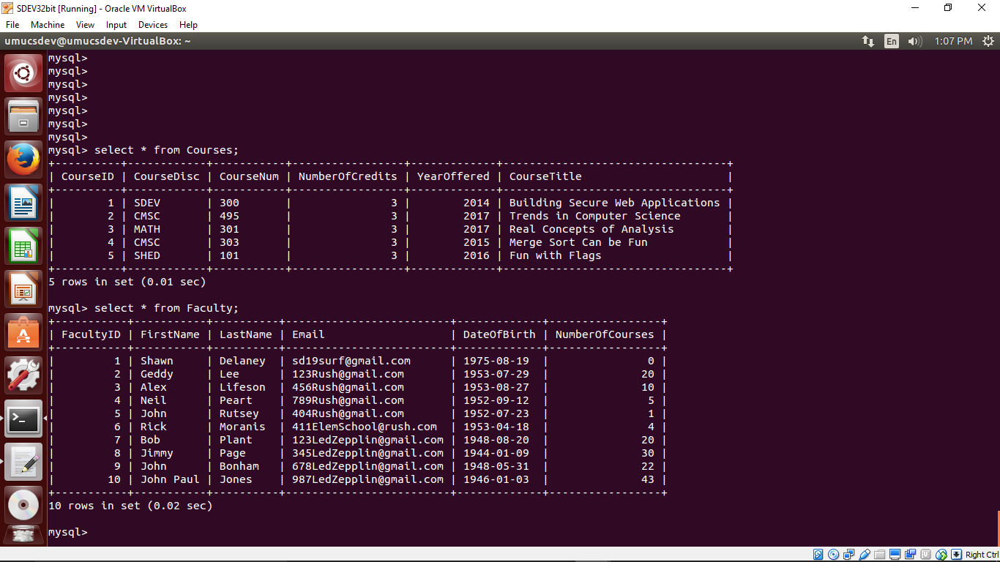 SDEV32bit [Running] - Oracle VM VirtualBox
File Machine View Input Devices Help
umucsdev@umucsdev-VirtualBox: ~ En 1:07 PM
mysql>
mysql>
mysql>
mysql>
mysql>
mysql>
mysql>
mysql> select * from Courses;
+----------+------------+-----------+-----------------+-------------+----------------------------------+
| CourseID | CourseDisc | CourseNum | NumberOfCredits | YearOffered | CourseTitle                      |
+----------+------------+-----------+-----------------+-------------+----------------------------------+
|        1 | SDEV       | 300       |               3 |        2014 | Building Secure Web Applications |
|        2 | CMSC       | 495       |               3 |        2017 | Trends in Computer Science       |
|        3 | MATH       | 301       |               3 |        2017 | Real Concepts of Analysis        |
|        4 | CMSC       | 303       |               3 |        2015 | Merge Sort Can be Fun            |
|        5 | SHED       | 101       |               3 |        2016 | Fun with Flags                   |
+----------+------------+-----------+-----------------+-------------+----------------------------------+
5 rows in set (0.01 sec)
mysql> select * from Faculty;
+-----------+-----------+----------+-------------------------+-------------+-----------------+
| FacultyID | FirstName | LastName | Email                   | DateOfBirth | NumberOfCourses |
+-----------+-----------+----------+-------------------------+-------------+-----------------+
|         1 | Shawn     | Delaney  | sd19surf@gmail.com      | 1975-08-19  |               0 |
|         2 | Geddy     | Lee      | 123Rush@gmail.com       | 1953-07-29  |              20 |
|         3 | Alex      | Lifeson  | 456Rush@gmail.com       | 1953-08-27  |              10 |
|         4 | Neil      | Peart    | 789Rush@gmail.com       | 1952-09-12  |               5 |
|         5 | John      | Rutsey   | 404Rush@gmail.com       | 1952-07-23  |               1 |
|         6 | Rick      | Moranis  | 411ElemSchool@rush.com  | 1953-04-18  |               4 |
|         7 | Bob       | Plant    | 123LedZepplin@gmail.com | 1948-08-20  |              20 |
|         8 | Jimmy     | Page     | 345LedZepplin@gmail.com | 1944-01-09  |              30 |
|         9 | John      | Bonham   | 678LedZepplin@gmail.com | 1948-05-31  |              22 |
|        10 | John Paul | Jones    | 987LedZepplin@gmail.com | 1946-01-03  |              43 |
+-----------+-----------+----------+-------------------------+-------------+-----------------+
10 rows in set (0.02 sec)
mysql>
Right Ctrl